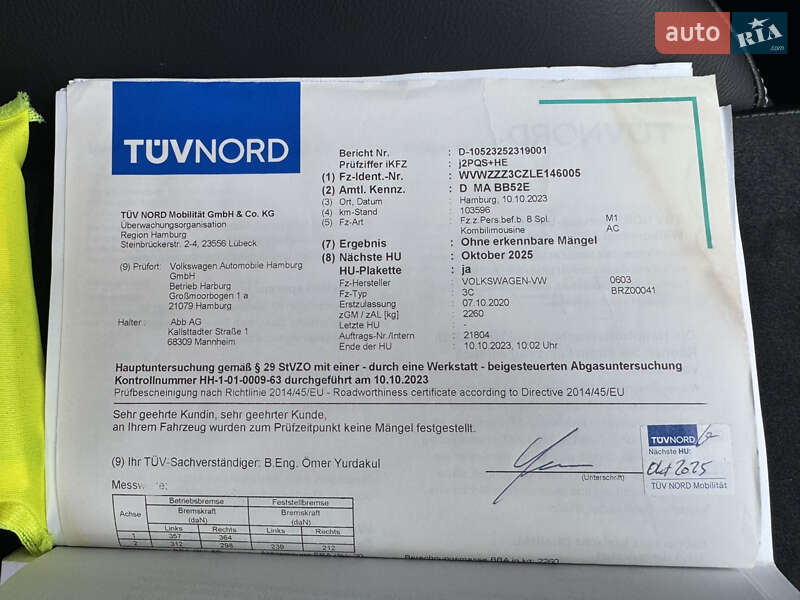 auto RIA
.com
TÜVNORD
TÜVNORD
Bericht Nr. : D-10523252319001
Prüfziffer iKFZ : j2PQS+HE
(1) Fz-Ident.-Nr. : WVWZZZ3CZLE146005
(2) Amtl. Kennz. : D MA BB52E
(3) Ort, Datum : Hamburg, 10.10.2023
(4) km-Stand : 103596
(5) Fz-Art : Fz.z.Pers.bef.b. 8 Spl. M1
Kombilimousine AC
(7) Ergebnis : Ohne erkennbare Mängel
(8) Nächste HU : Oktober 2025
HU-Plakette : ja
Fz-Hersteller : VOLKSWAGEN-VW 0603
Fz-Typ : 3C BRZ00041
Erstzulassung : 07.10.2020
zGM / zAL [kg] : 2260
Letzte HU : -
Auftrags-Nr./Intern : 21804
Ende der HU : 10.10.2023, 10:02 Uhr
TÜV NORD Mobilität GmbH & Co. KG
Überwachungsorganisation
Region Hamburg
Steinbrückerstr. 2-4, 23556 Lübeck
(9) Prüfort: Volkswagen Automobile Hamburg
GmbH
Betrieb Harburg
Großmoorbogen 1 a
21079 Hamburg
Halter : Abb AG
Kallstadter Straße 1
68309 Mannheim
Hauptuntersuchung gemäß § 29 StVZO mit einer - durch eine Werkstatt - beigesteuerten Abgasuntersuchung
Kontrollnummer HH-1-01-0009-63 durchgeführt am 10.10.2023
Prüfbescheinigung nach Richtlinie 2014/45/EU - Roadworthiness certificate according to Directive 2014/45/EU
Sehr geehrte Kundin, sehr geehrter Kunde,
an Ihrem Fahrzeug wurden zum Prüfzeitpunkt keine Mängel festgestellt.
(9) Ihr TÜV-Sachverständiger: B.Eng. Ömer Yurdakul
(Unterschrift)
TÜVNORD
Nächste HU:
Okt 2025
TÜV NORD Mobilität
Achse Betriebsbremse Feststellbremse
Bremskraft Bremskraft
(daN) (daN)
Links Rechts Links Rechts
1 357 364
2 312 298 239 212